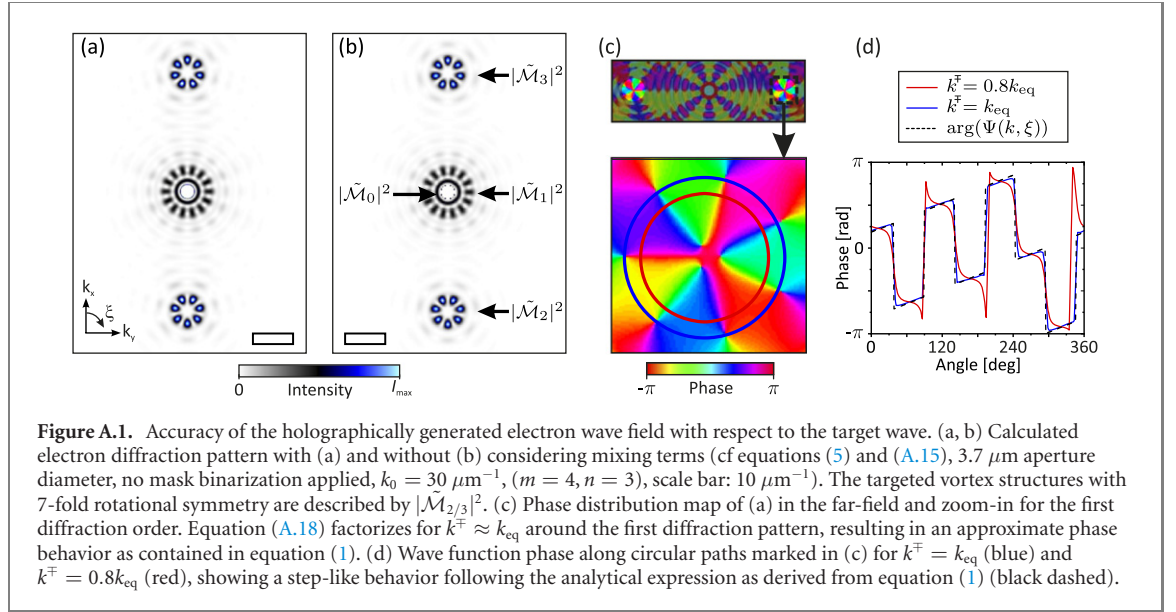 (a)
(b)
(c)
(d)
|ℳ̃₃|²
|ℳ̃₀|²
|ℳ̃₁|²
|ℳ̃₂|²
kₓ
ξ
kᵧ
0 Intensity Iₘₐₓ
-π Phase π
k^∓ = 0.8k_eq
k^∓ = k_eq
arg(Ψ(k, ξ))
π
Phase [rad]
0
-π
0 120 240 360
Angle [deg]
Figure A.1. Accuracy of the holographically generated electron wave field with respect to the target wave. (a, b) Calculated
electron diffraction pattern with (a) and without (b) considering mixing terms (cf equations (5) and (A.15), 3.7 μm aperture
diameter, no mask binarization applied, k₀ = 30 μm⁻¹, (m = 4, n = 3), scale bar: 10 μm⁻¹). The targeted vortex structures with
7-fold rotational symmetry are described by |ℳ̃₂/₃|². (c) Phase distribution map of (a) in the far-field and zoom-in for the first
diffraction order. Equation (A.18) factorizes for k^∓ ≈ k_eq around the first diffraction pattern, resulting in an approximate phase
behavior as contained in equation (1). (d) Wave function phase along circular paths marked in (c) for k^∓ = k_eq (blue) and
k^∓ = 0.8k_eq (red), showing a step-like behavior following the analytical expression as derived from equation (1) (black dashed).